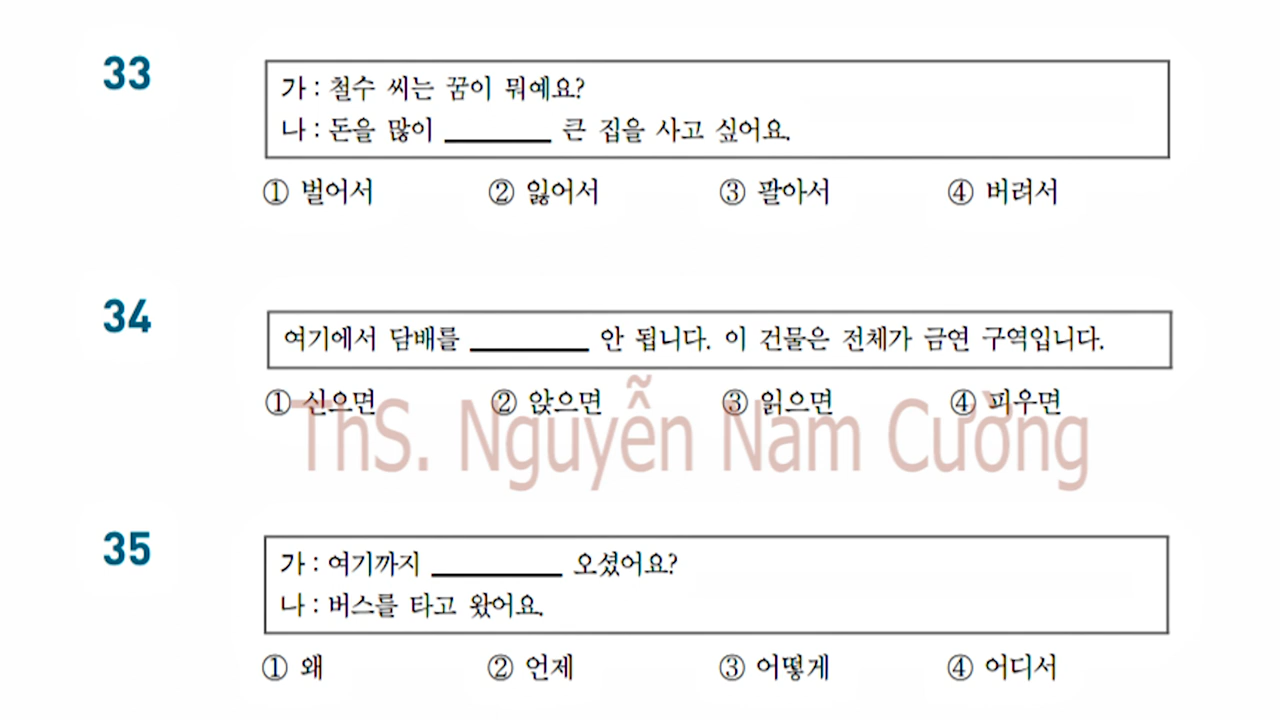 33
가 : 철수 씨는 꿈이 뭐예요?
나 : 돈을 많이 ________ 큰 집을 사고 싶어요.
① 벌어서 ② 잃어서 ③ 팔아서 ④ 버려서
34
여기에서 담배를 ________ 안 됩니다. 이 건물은 전체가 금연 구역입니다.
① 신으면 ② 앉으면 ③ 읽으면 ④ 피우면
ThS. Nguyễn Nam Cường
35
가 : 여기까지 ________ 오셨어요?
나 : 버스를 타고 왔어요.
① 왜 ② 언제 ③ 어떻게 ④ 어디서